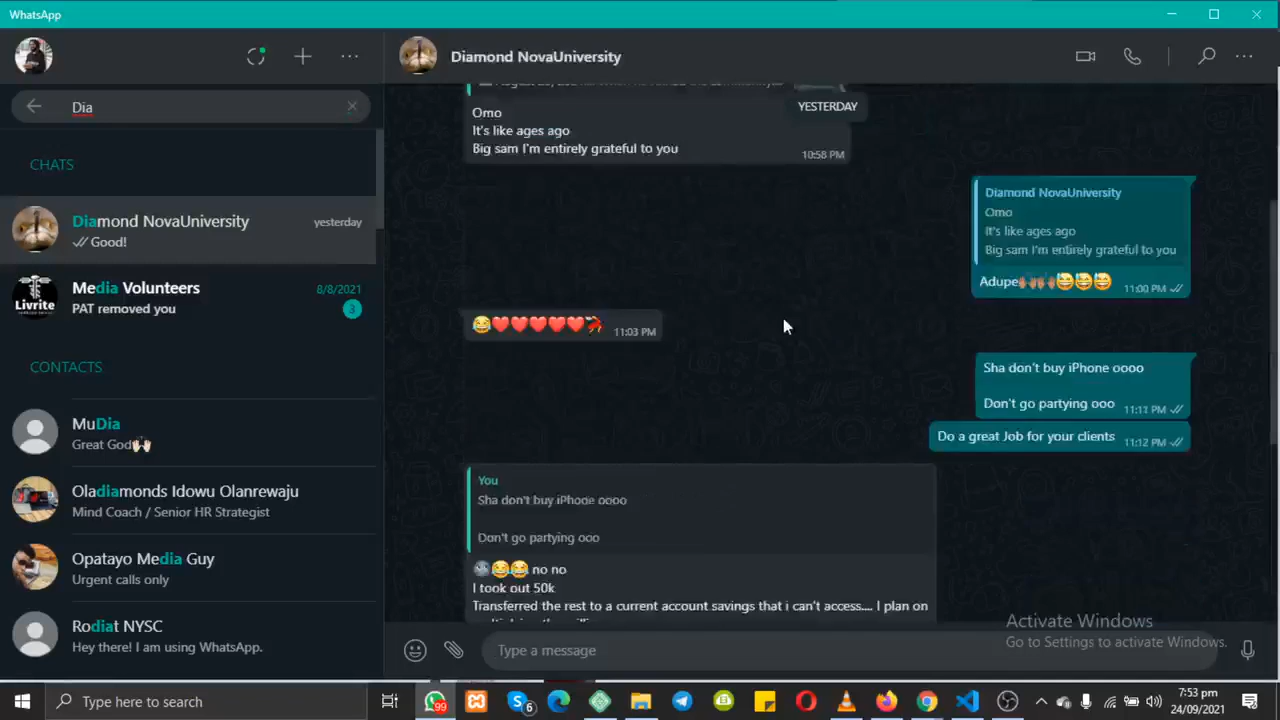 WhatsApp
Diamond NovaUniversity
Dia
CHATS
Diamond NovaUniversity
yesterday
Good!
Livrite
Media Volunteers
8/8/2021
PAT removed you
3
CONTACTS
MuDia
Great God🙌🏻
Oladiamonds Idowu Olanrewaju
Mind Coach / Senior HR Strategist
Opatayo Media Guy
Urgent calls only
Rodiat NYSC
Hey there! I am using WhatsApp.
YESTERDAY
Omo
It's like ages ago
Big sam I'm entirely grateful to you
10:58 PM
Diamond NovaUniversity
Omo
It's like ages ago
Big sam I'm entirely grateful to you
Adupe
11:00 PM
😂❤️❤️❤️❤️❤️💃🏿
11:03 PM
Sha don't buy iPhone oooo
Don't go partying ooo
11:11 PM
Do a great Job for your clients
11:12 PM
You
Sha don't buy iPhone oooo
Don't go partying ooo
no no
I took out 50k
Transferred the rest to a current account savings that i can't access.... I plan on
Activate Windows
Go to Settings to activate Windows.
Type a message
Type here to search
99
6
7:53 pm
24/09/2021